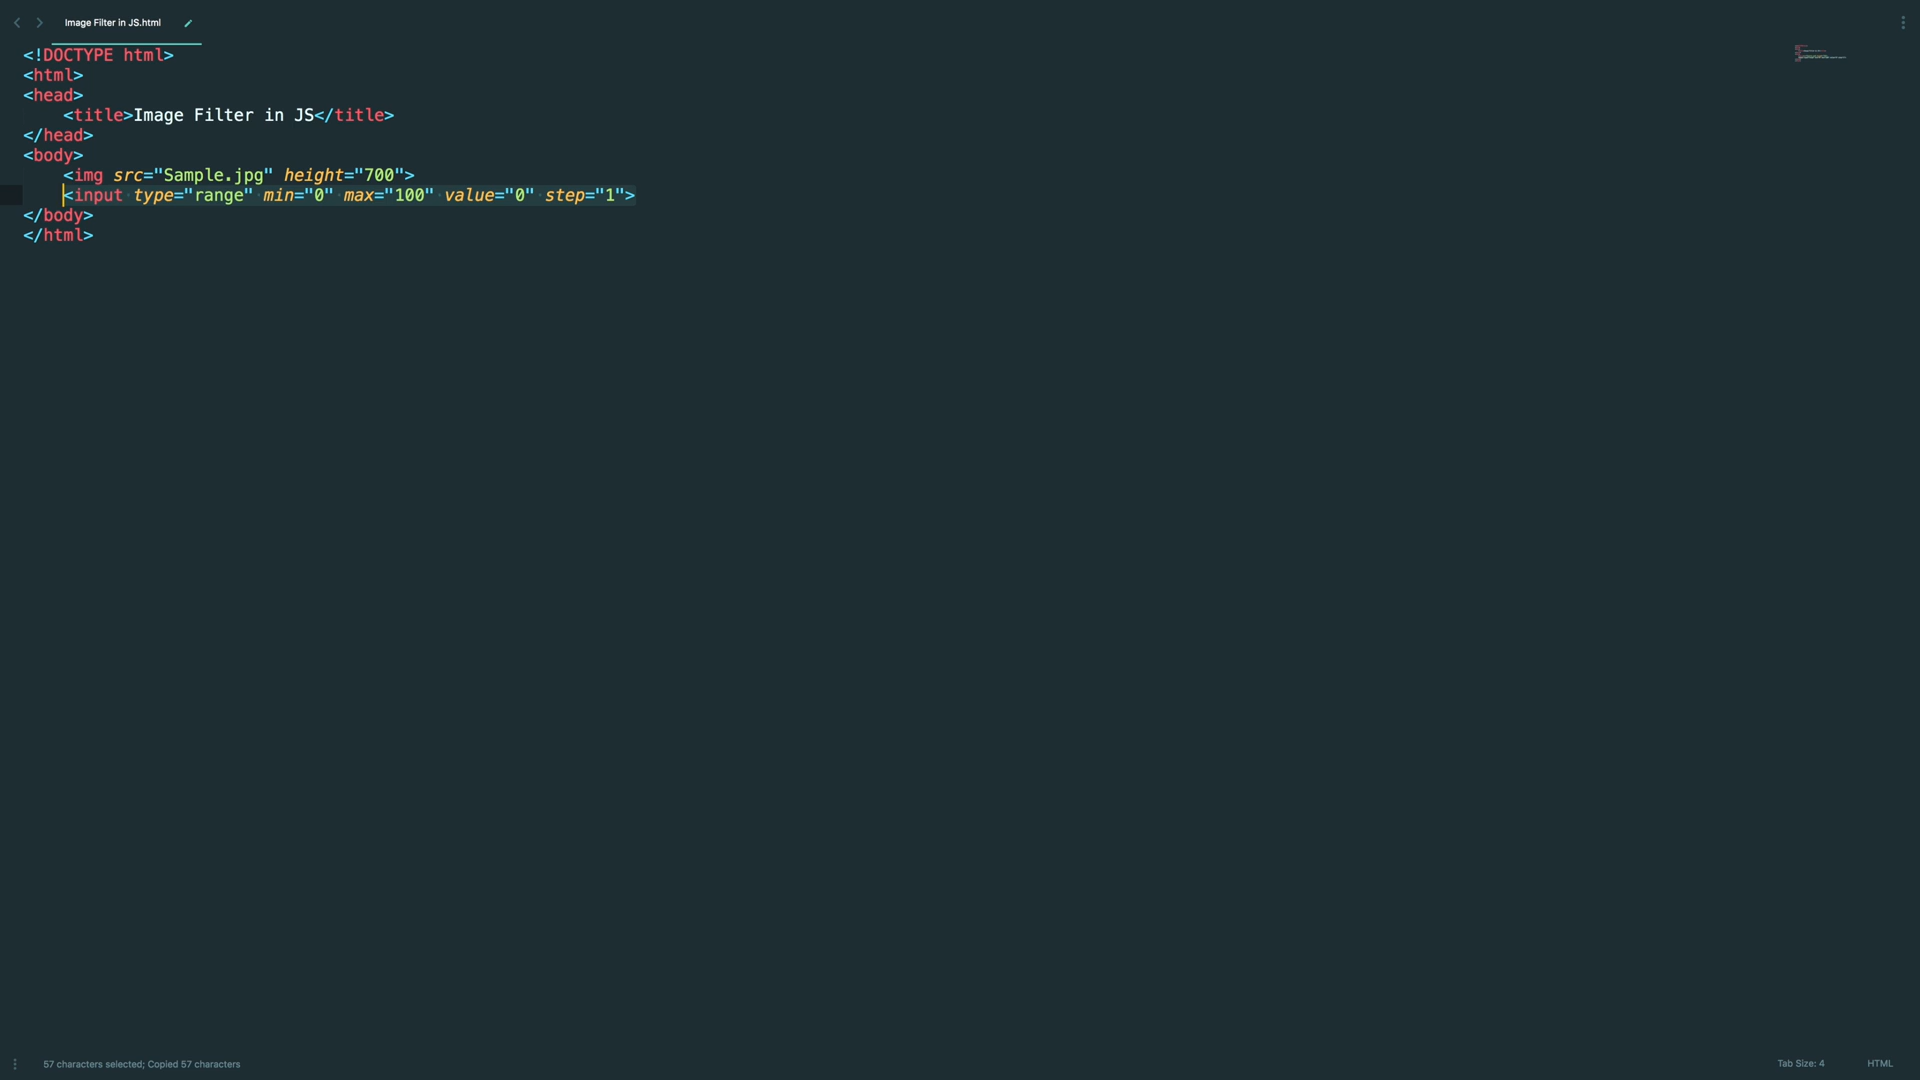 Image Filter in JS.html
<!DOCTYPE html>
<html>
<head>
    <title>Image Filter in JS</title>
</head>
<body>
    <img src="Sample.jpg" height="700">
    <input type="range" min="0" max="100" value="0" step="1">
</body>
</html>
57 characters selected; Copied 57 characters
Tab Size: 4
HTML